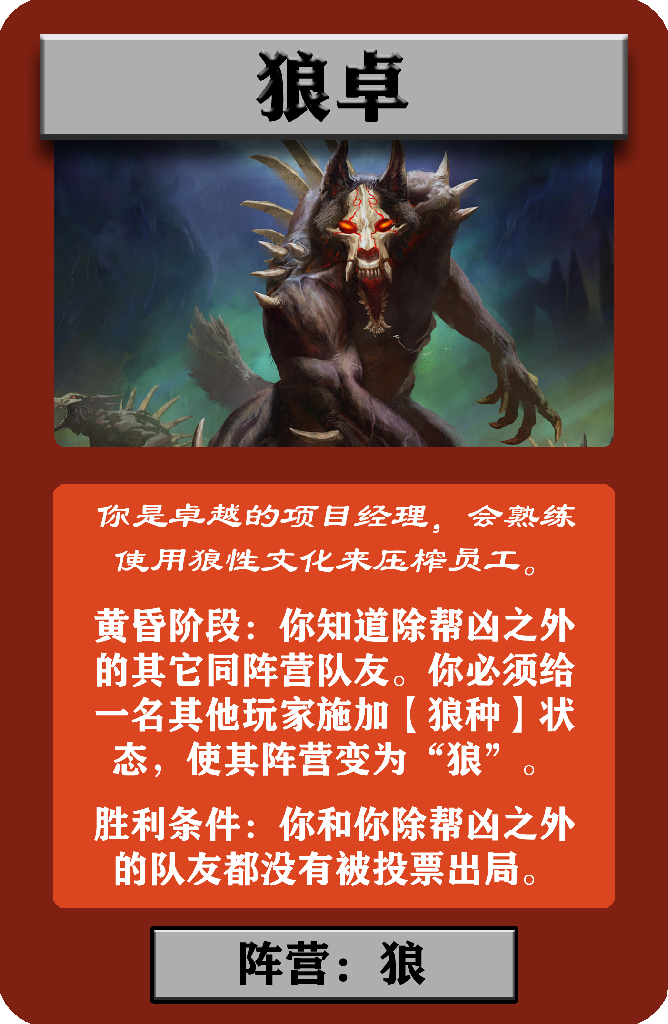 狼卓
你是卓越的项目经理，会熟练
使用狼性文化来压榨员工。
黄昏阶段：你知道除帮凶之外
的其它同阵营队友。你必须给
一名其他玩家施加【狼种】状
态，使其阵营变为“狼”。
胜利条件：你和你除帮凶之外
的队友都没有被投票出局。
阵营：狼